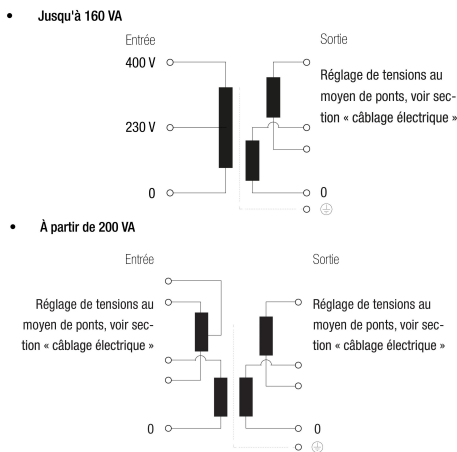 • Jusqu'à 160 VA
Entrée
Sortie
400 V
Réglage de tensions au
moyen de ponts, voir sec-
tion « câblage électrique »
230 V
0
0
• À partir de 200 VA
Entrée
Sortie
Réglage de tensions au
moyen de ponts, voir sec-
tion « câblage électrique »
Réglage de tensions au
moyen de ponts, voir sec-
tion « câblage électrique »
0
0